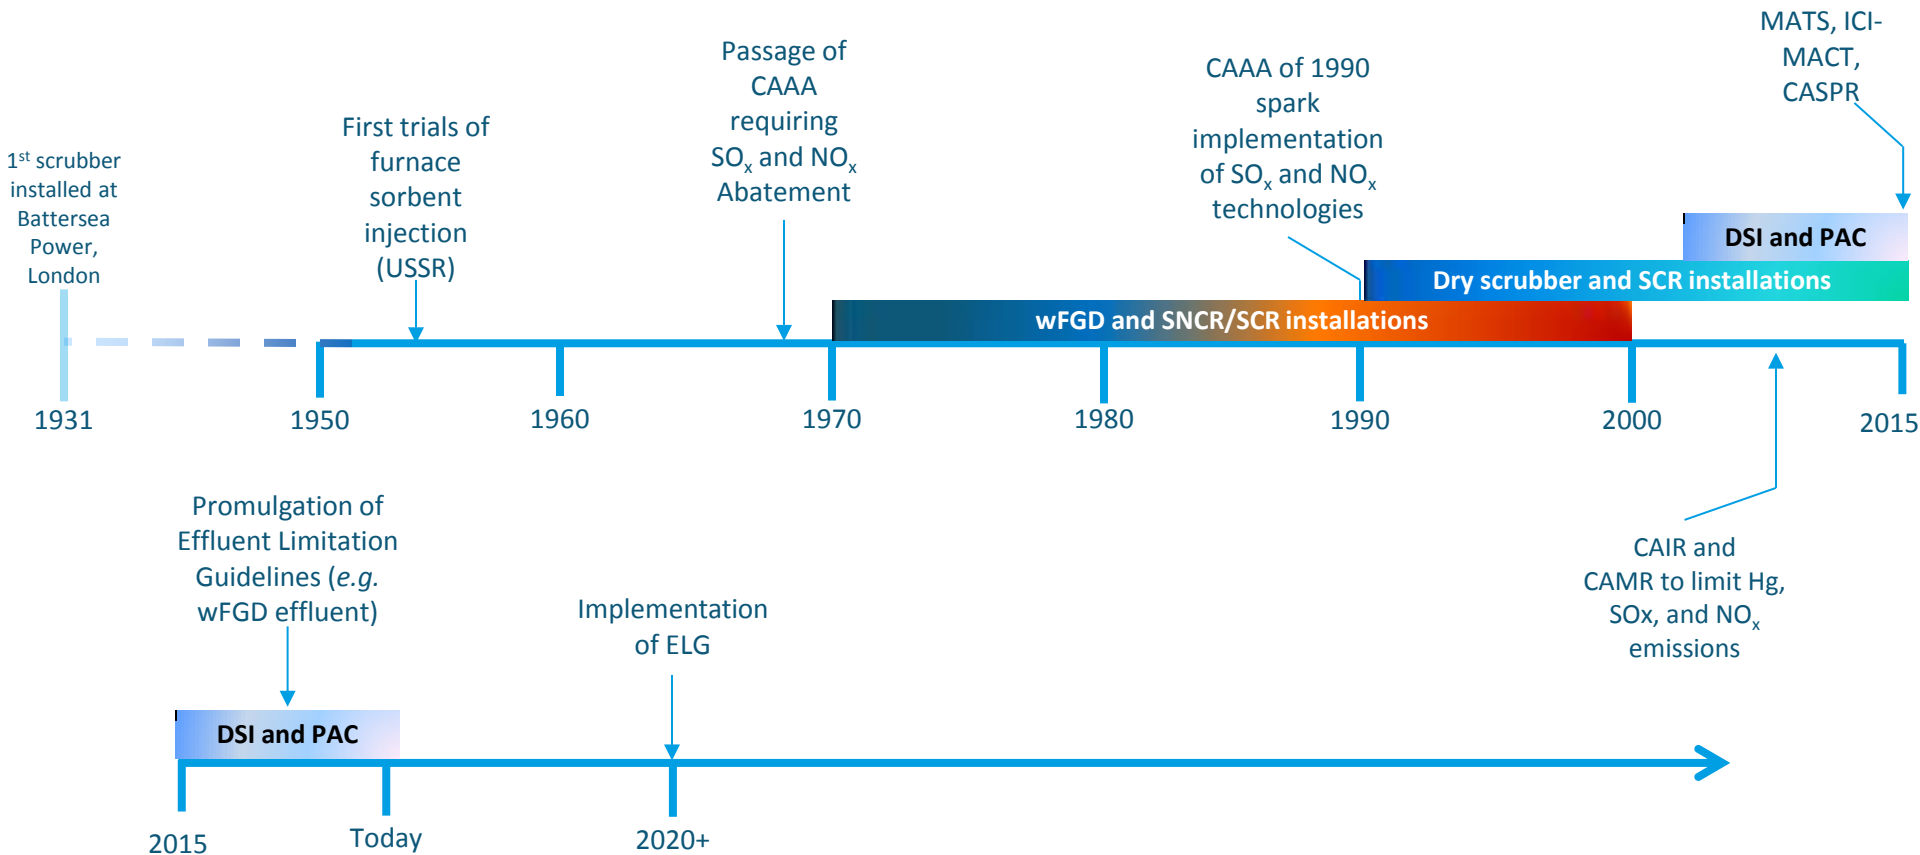 1st scrubber
installed at
Battersea
Power,
London
First trials of
furnace
sorbent
injection
(USSR)
Passage of
CAAA
requiring
SOx and NOx
Abatement
CAAA of 1990
spark
implementation
of SOx and NOx
technologies
MATS, ICI-
MACT,
CASPR
DSI and PAC
Dry scrubber and SCR installations
wFGD and SNCR/SCR installations
1931
1950
1960
1970
1980
1990
2000
2015
CAIR and
CAMR to limit Hg,
SOx, and NOx
emissions
Promulgation of
Effluent Limitation
Guidelines (e.g.
wFGD effluent)
Implementation
of ELG
DSI and PAC
2015
Today
2020+